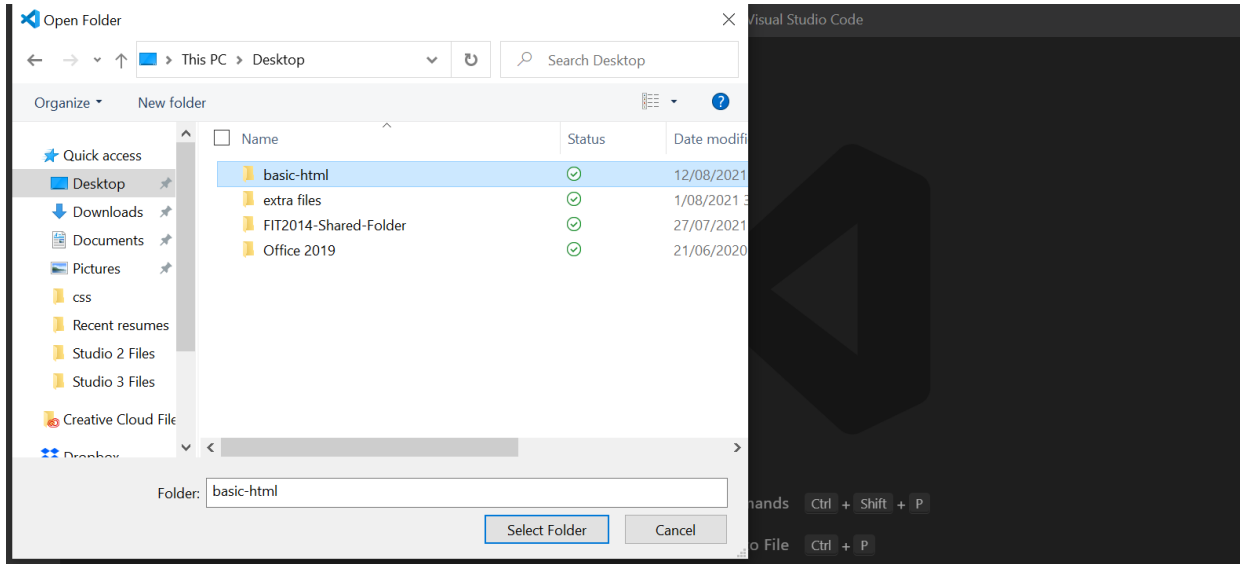 Open Folder
Visual Studio Code
This PC > Desktop
Search Desktop
Organize
New folder
?
Name
Status
Date modifi
Quick access
Desktop
Downloads
Documents
Pictures
css
Recent resumes
Studio 2 Files
Studio 3 Files
Creative Cloud File
Dropbox
basic-html
12/08/2021
extra files
1/08/2021 3
FIT2014-Shared-Folder
27/07/2021
Office 2019
21/06/2020
Folder: basic-html
Select Folder
Cancel
mands Ctrl + Shift + P
o File Ctrl + P